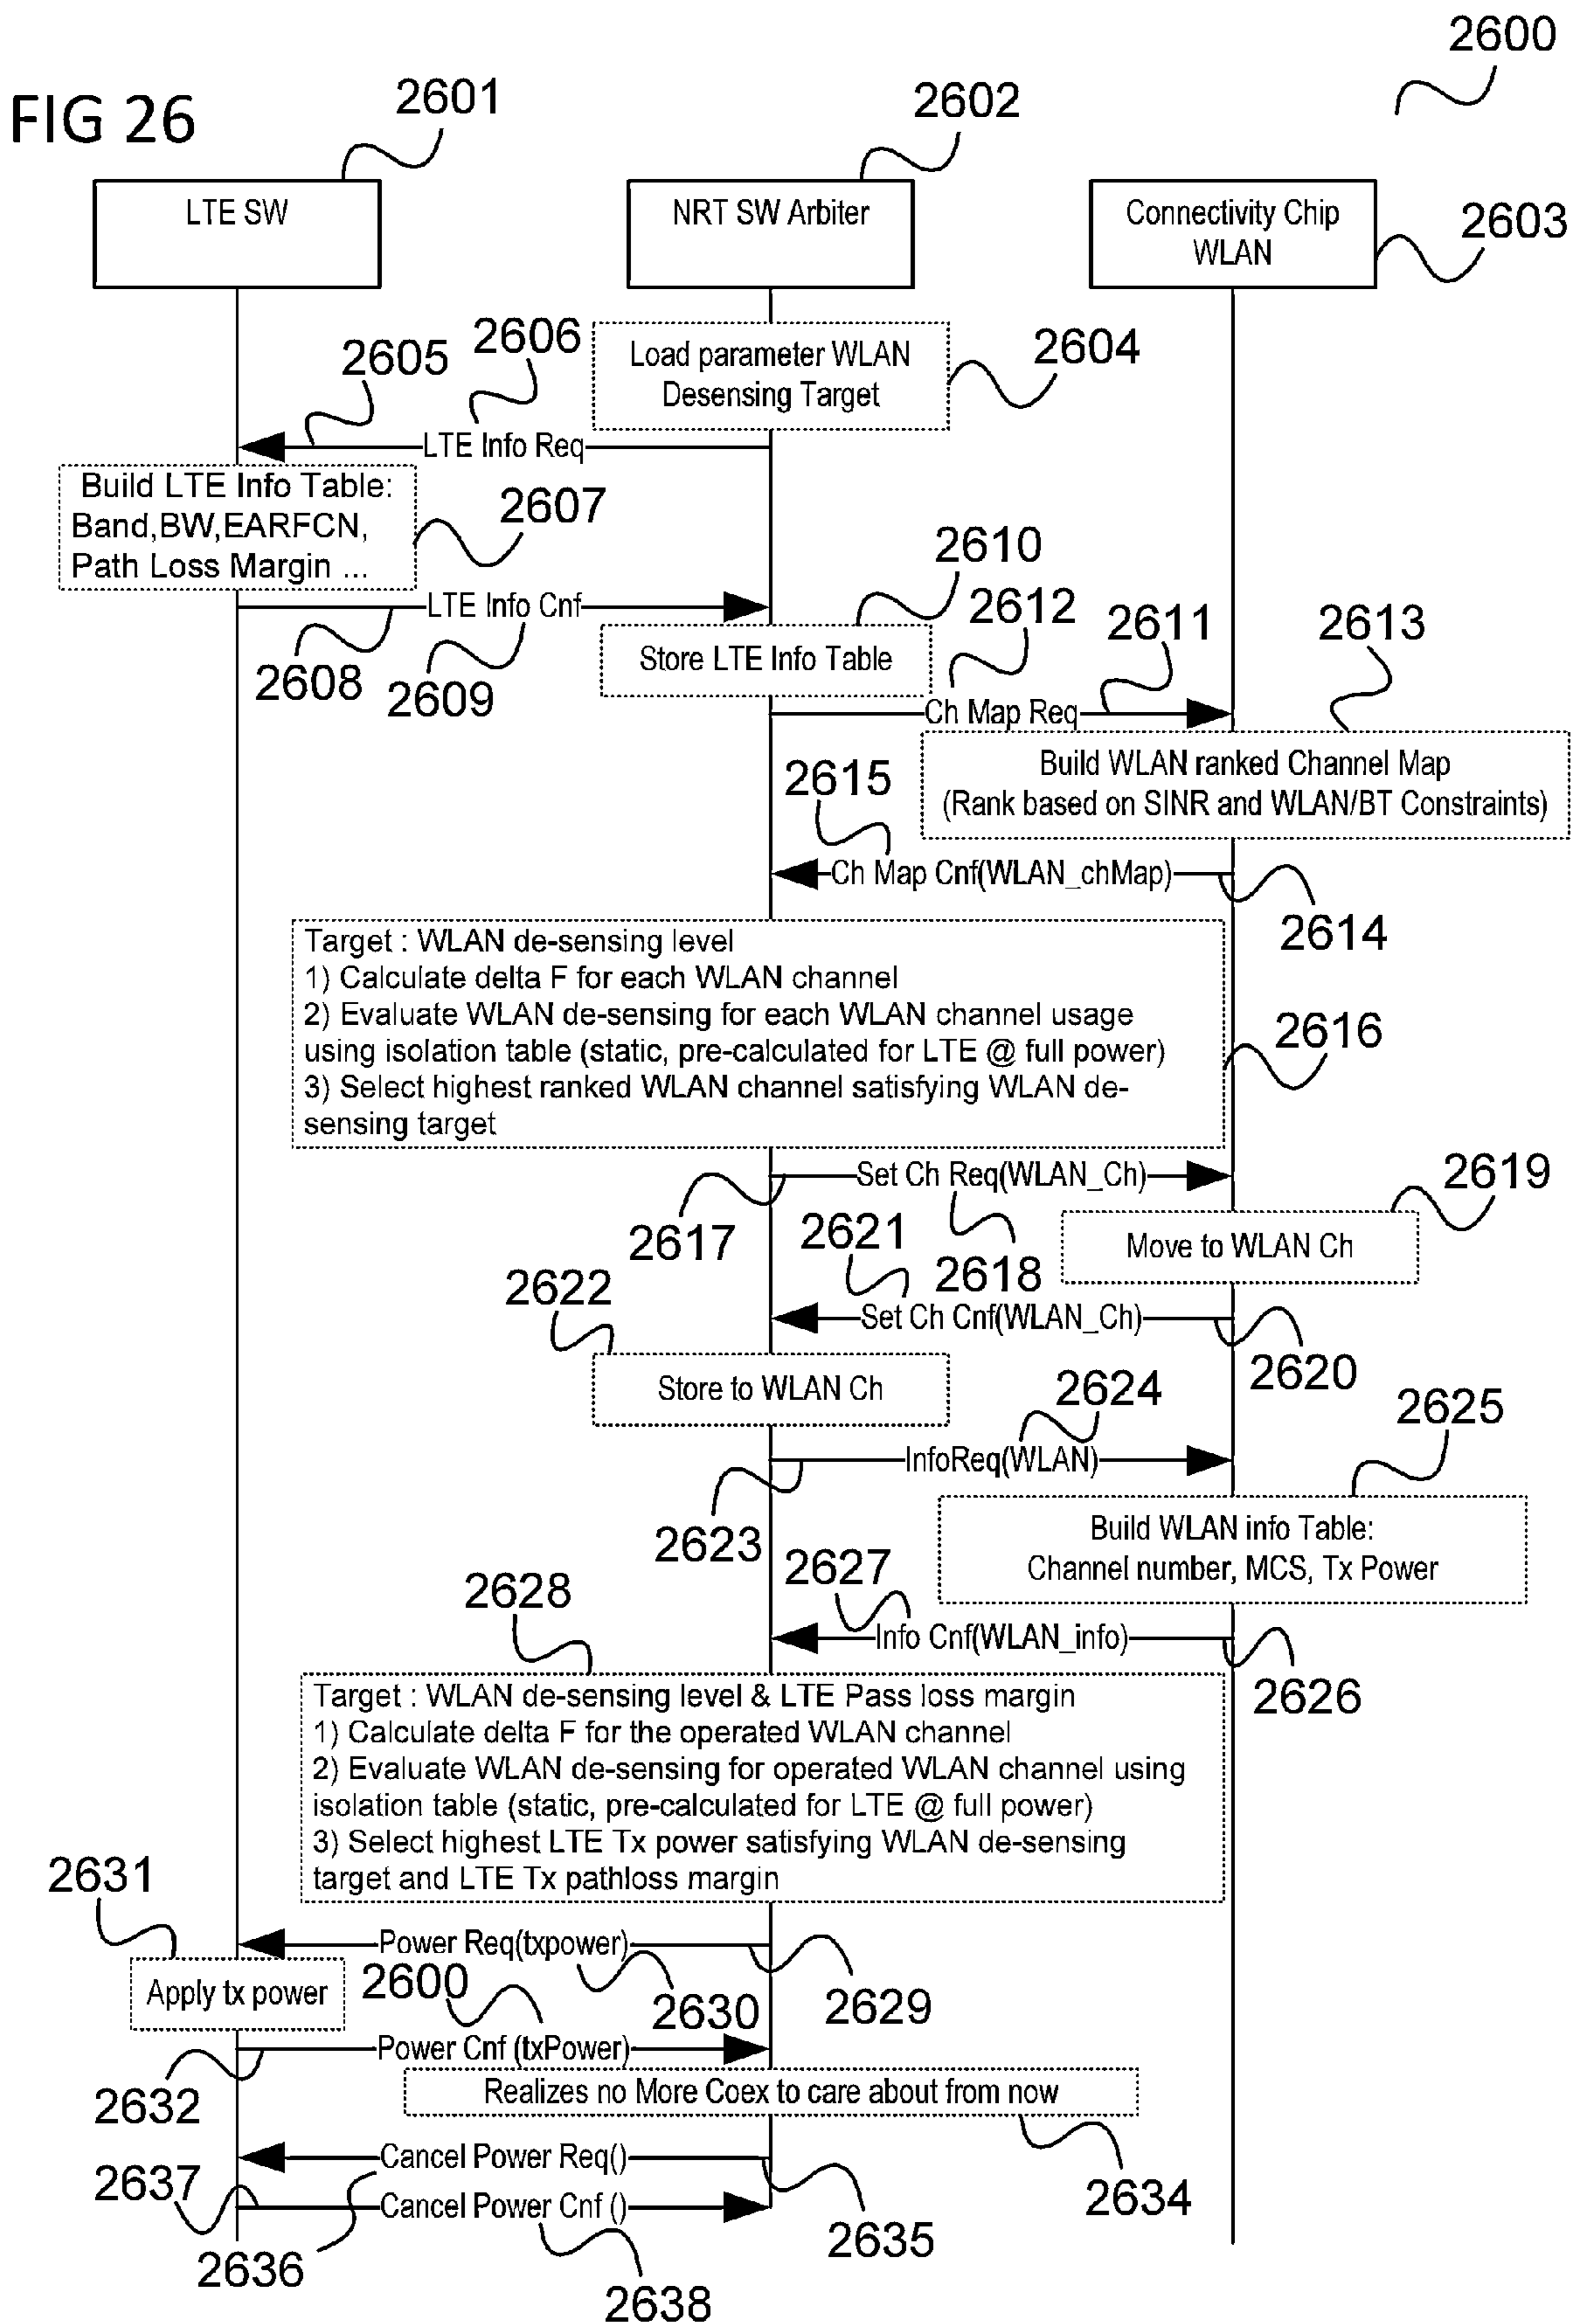 2600
FIG 26
2601
2602
LTE SW
NRT SW Arbiter
Connectivity Chip
WLAN
2603
2605
2606
Load parameter WLAN
Desensing Target
2604
LTE Info Req
Build LTE Info Table:
Band,BW,EARFCN,
Path Loss Margin ...
2607
2610
LTE Info Cnf
2608
2609
Store LTE Info Table
2612
2611
2613
Ch Map Req
Build WLAN ranked Channel Map
(Rank based on SINR and WLAN/BT Constraints)
2615
Ch Map Cnf(WLAN_chMap)
2614
Target : WLAN de-sensing level
1) Calculate delta F for each WLAN channel
2) Evaluate WLAN de-sensing for each WLAN channel usage
using isolation table (static, pre-calculated for LTE @ full power)
3) Select highest ranked WLAN channel satisfying WLAN de-
sensing target
2616
Set Ch Req(WLAN_Ch)
2619
2617
2621
2618
Move to WLAN Ch
2622
Set Ch Cnf(WLAN_Ch)
2620
Store to WLAN Ch
2624
2625
InfoReq(WLAN)
2623
Build WLAN info Table:
Channel number, MCS, Tx Power
2627
2628
Info Cnf(WLAN_info)
2626
Target : WLAN de-sensing level & LTE Pass loss margin
1) Calculate delta F for the operated WLAN channel
2) Evaluate WLAN de-sensing for operated WLAN channel using
isolation table (static, pre-calculated for LTE @ full power)
3) Select highest LTE Tx power satisfying WLAN de-sensing
target and LTE Tx pathloss margin
2631
Power Req(txpower)
Apply tx power
2600
2630
2629
Power Cnf (txPower)
2632
Realizes no More Coex to care about from now
Cancel Power Req()
2634
2637
Cancel Power Cnf ()
2636
2635
2638